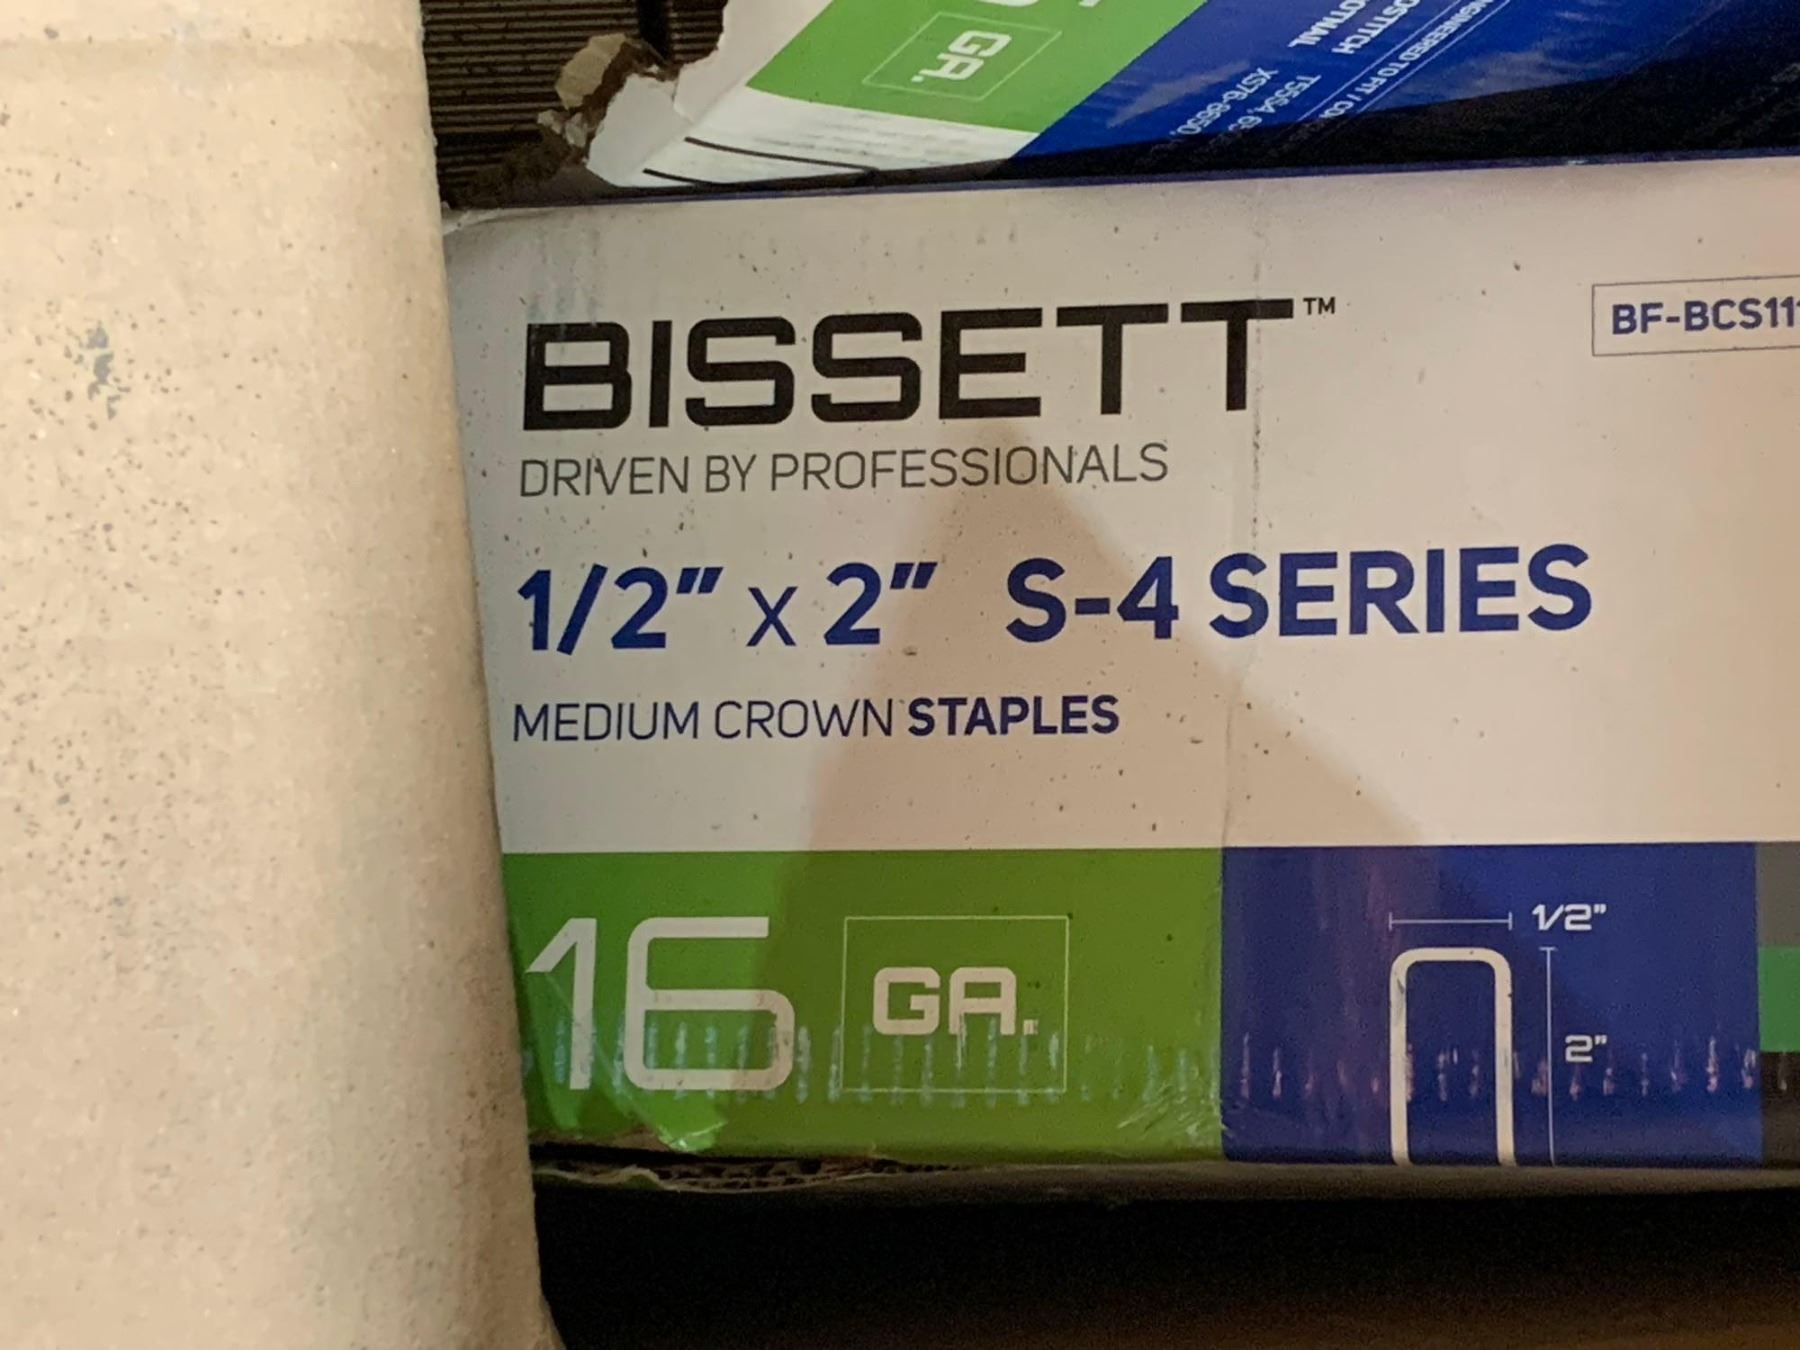 GA.
BISSETT™
BF-BCS11
DRIVEN BY PROFESSIONALS
1/2" x 2" S-4 SERIES
MEDIUM CROWN STAPLES
16 GA.
1/2"
2"